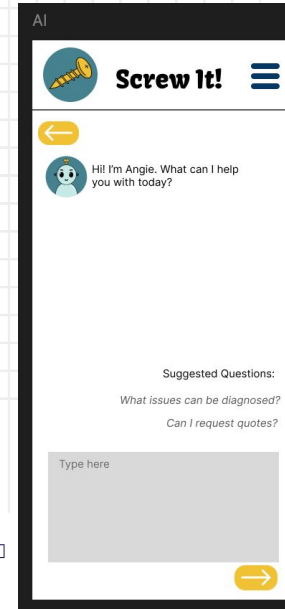 AI
Screw It!
Hi! I'm Angie. What can I help
you with today?
Suggested Questions:
What issues can be diagnosed?
Can I request quotes?
Type here